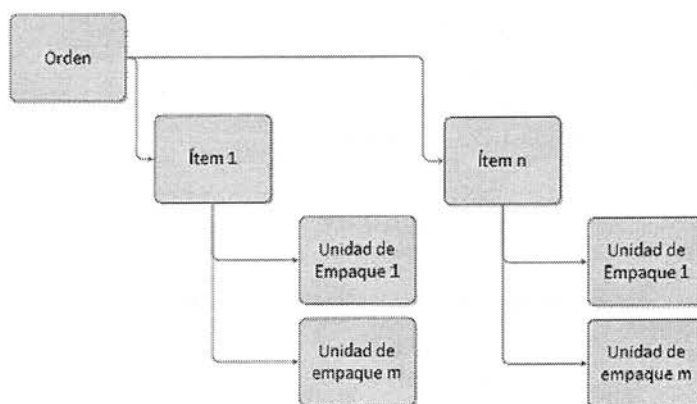 Orden
Ítem 1
Ítem n
Unidad de
Empaque 1
Unidad de
Empaque 1
Unidad de
empaque m
Unidad de
empaque m